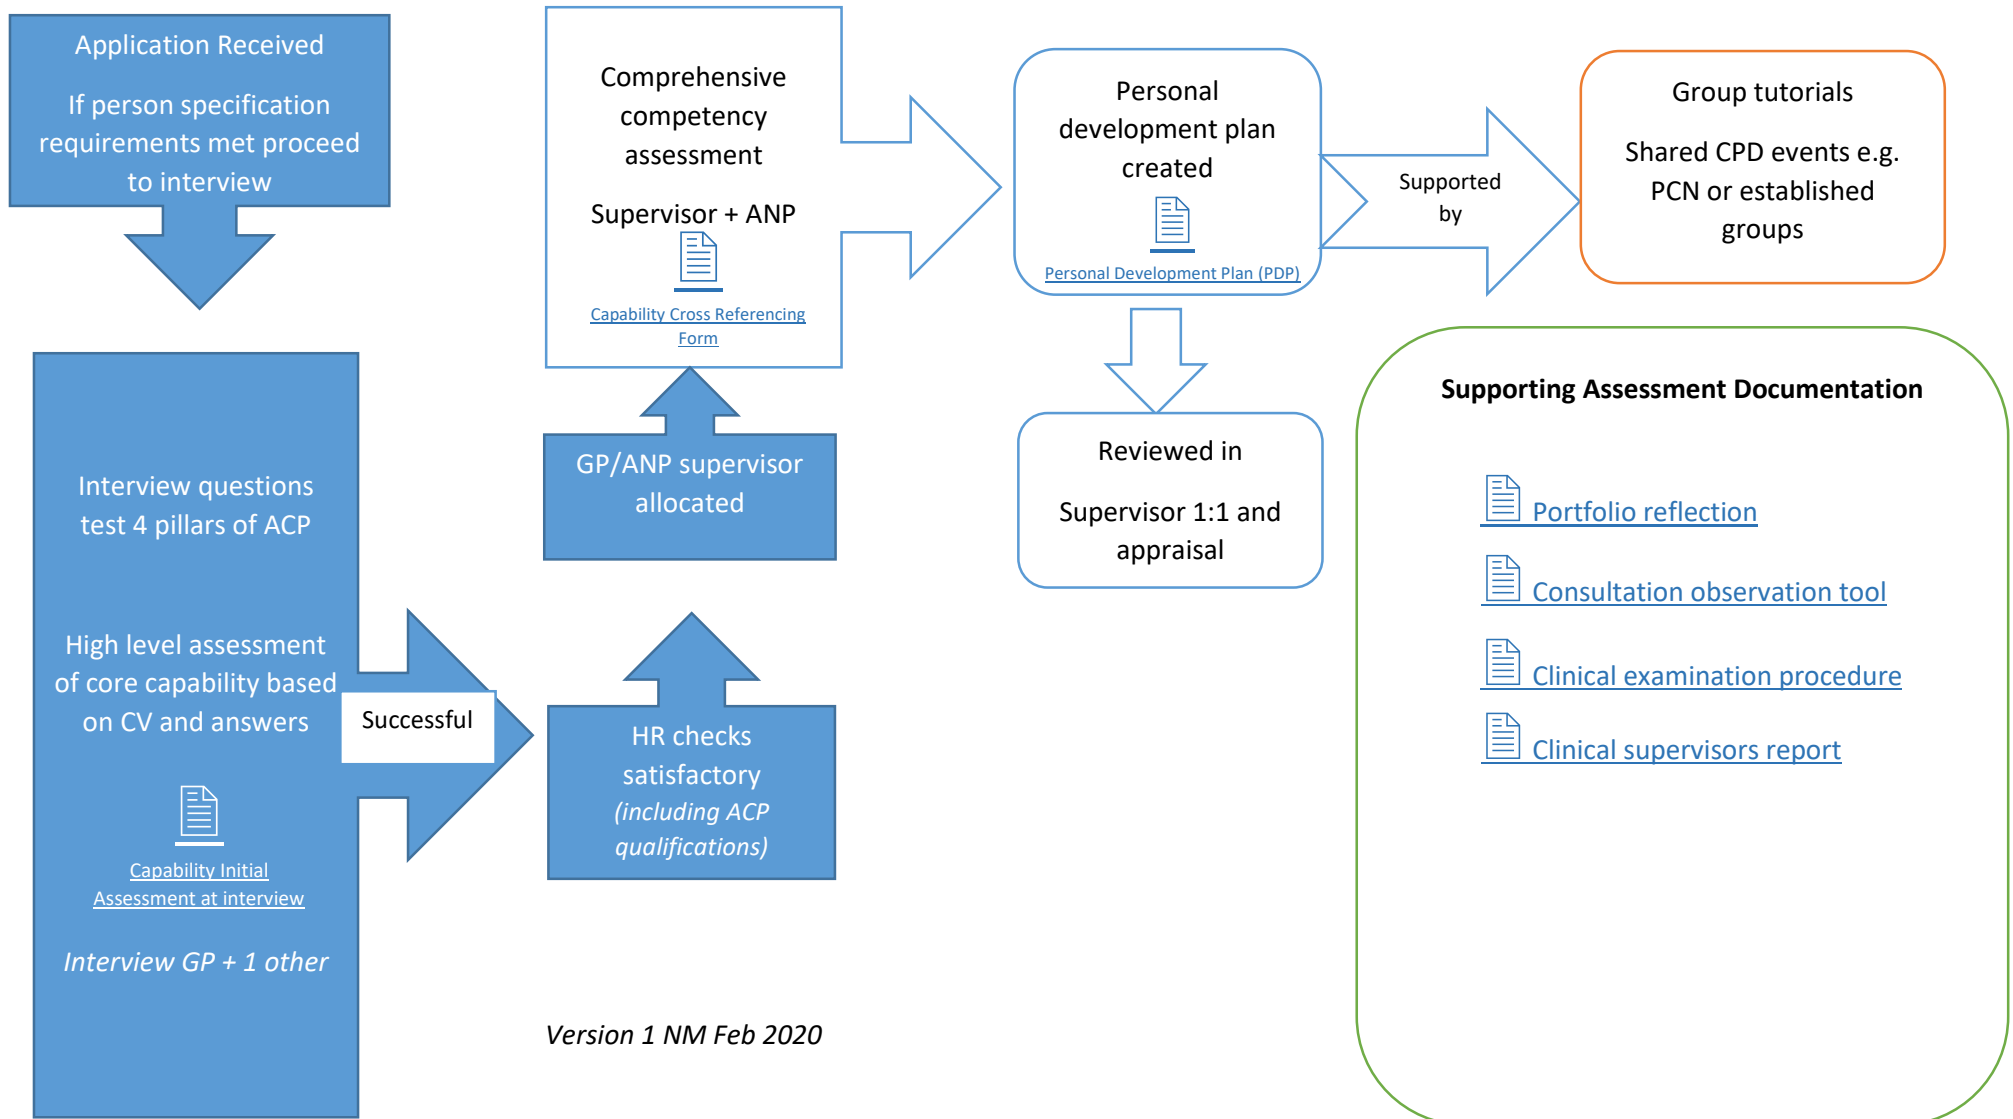 Application Received
If person specification
requirements met proceed
to interview
Interview questions
test 4 pillars of ACP
High level assessment
of core capability based
on CV and answers
Capability Initial
Assessment at interview
Interview GP + 1 other
Successful
HR checks
satisfactory
(including ACP
qualifications)
GP/ANP supervisor
allocated
Comprehensive
competency
assessment
Supervisor + ANP
Capability Cross Referencing
Form
Personal
development plan
created
Personal Development Plan (PDP)
Reviewed in
Supervisor 1:1 and
appraisal
Supported
by
Group tutorials
Shared CPD events e.g.
PCN or established
groups
Supporting Assessment Documentation
Portfolio reflection
Consultation observation tool
Clinical examination procedure
Clinical supervisors report
Version 1 NM Feb 2020